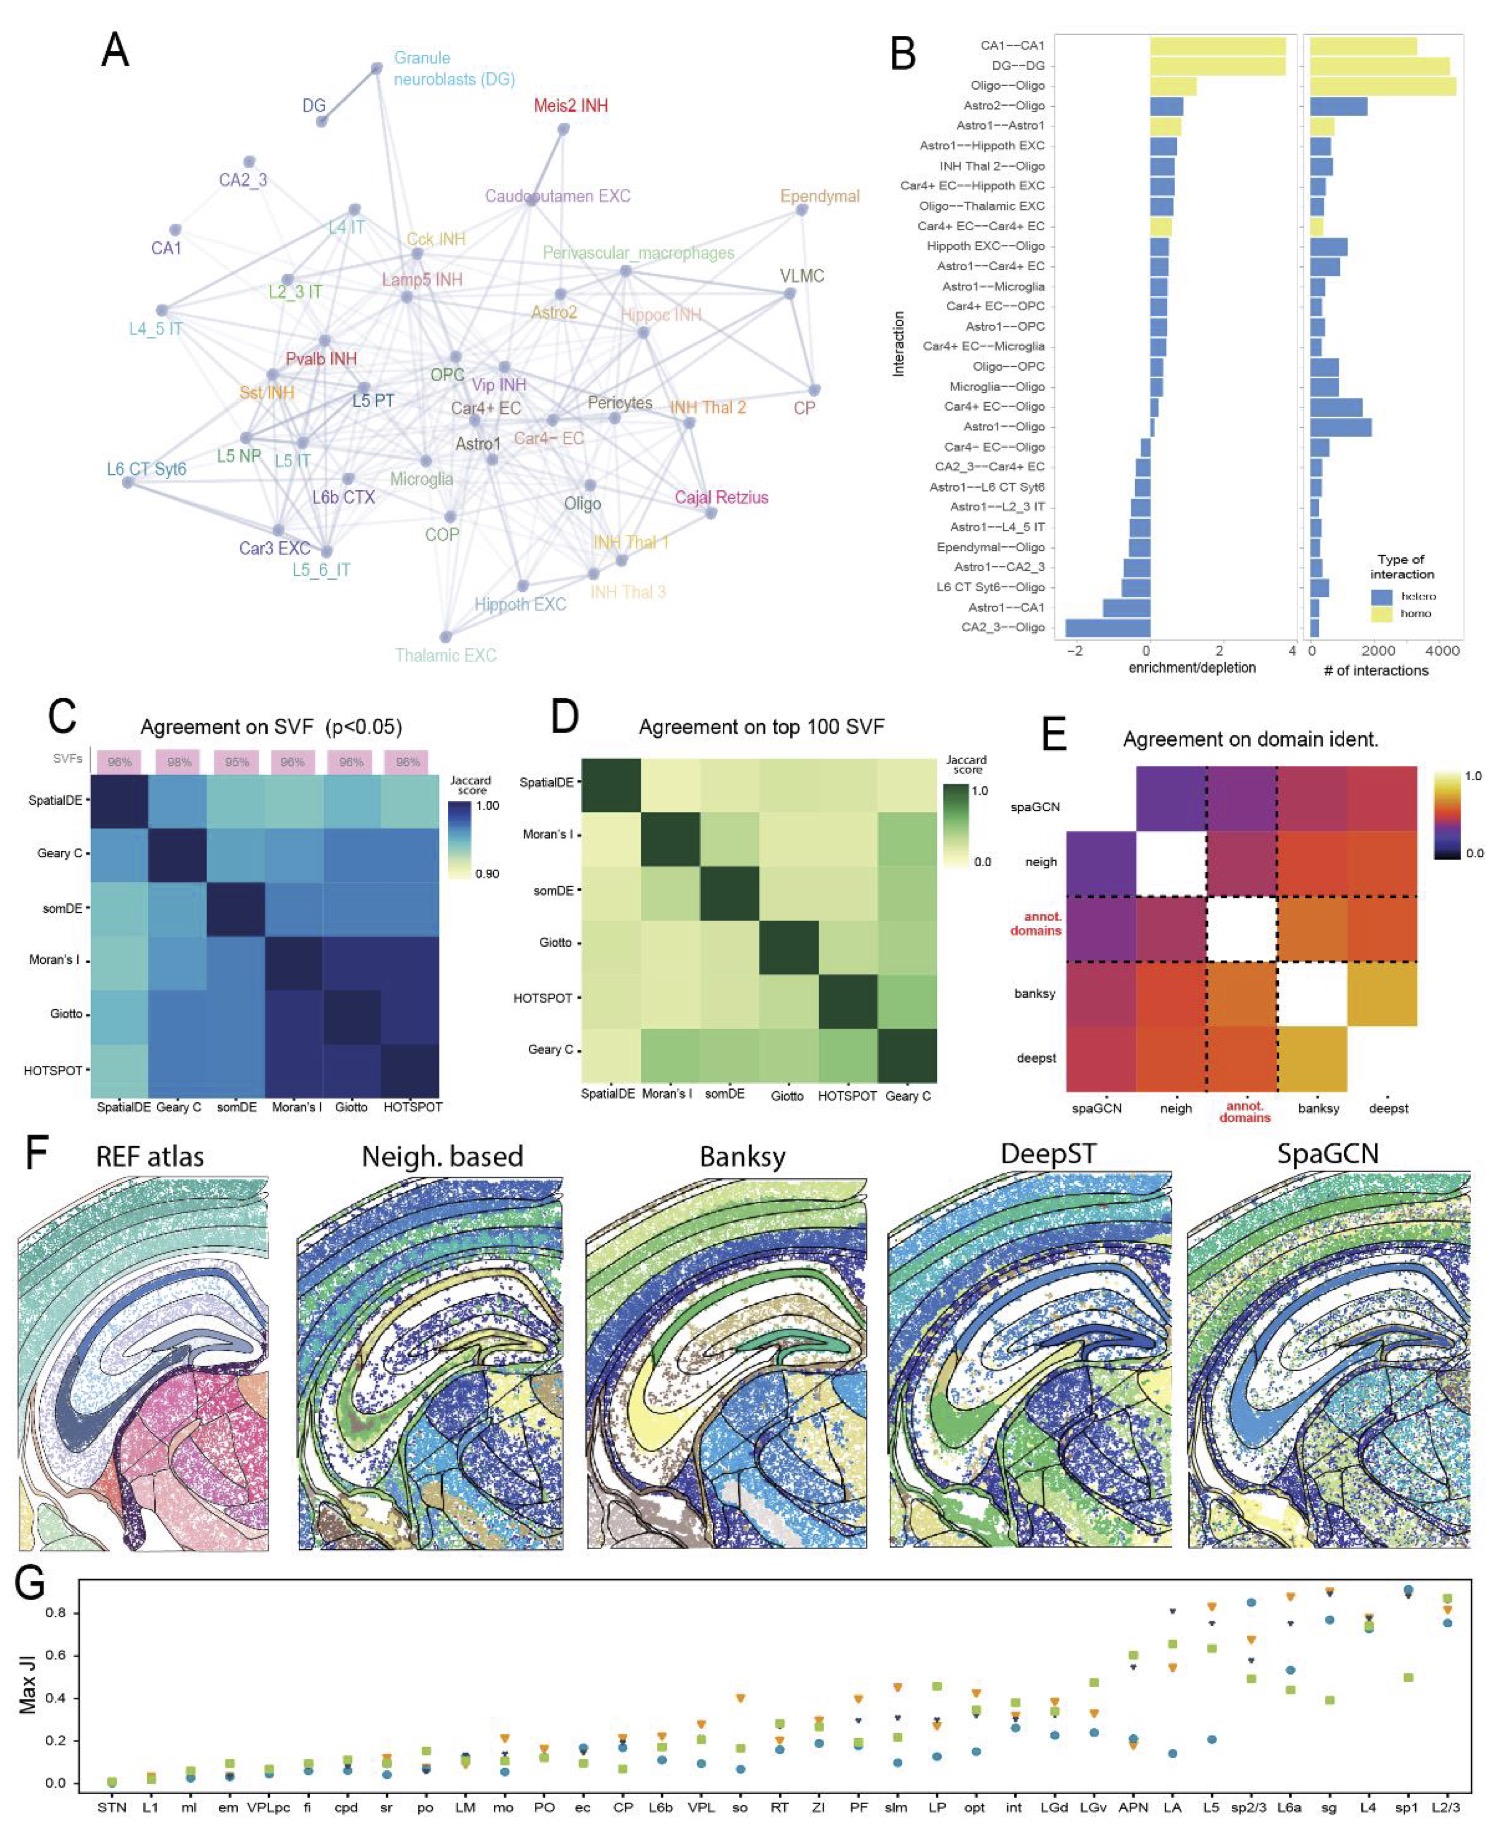 A
Granule
neuroblasts (DG)
DG
Meis2 INH
CA2_3
Caudoputamen EXC
Ependymal
L4 IT
CA1
Cck INH
Perivascular_macrophages
Lamp5 INH
VLMC
L2_3 IT
Astro2
Hippoc INH
L4_5 IT
Pvalb INH
OPC
Vip INH
Sst INH
L5 PT
Car4+ EC
Pericytes
INH Thal 2
CP
Astro1
Car4− EC
L5 NP
L5 IT
L6 CT Syt6
Microglia
L6b CTX
Oligo
Cajal Retzius
COP
Car3 EXC
INH Thal 1
L5_6_IT
INH Thal 3
Hippoth EXC
Thalamic EXC
B
Interaction
CA1−−CA1
DG−−DG
Oligo−−Oligo
Astro2−−Oligo
Astro1−−Astro1
Astro1−−Hippoth EXC
INH Thal 2−−Oligo
Car4+ EC−−Hippoth EXC
Oligo−−Thalamic EXC
Car4+ EC−−Car4+ EC
Hippoth EXC−−Oligo
Astro1−−Car4+ EC
Astro1−−Microglia
Car4+ EC−−OPC
Astro1−−OPC
Car4+ EC−−Microglia
Oligo−−OPC
Microglia−−Oligo
Car4+ EC−−Oligo
Astro1−−Oligo
Car4− EC−−Oligo
CA2_3−−Car4+ EC
Astro1−−L6 CT Syt6
Astro1−−L2_3 IT
Astro1−−L4_5 IT
Ependymal−−Oligo
Astro1−−CA2_3
L6 CT Syt6−−Oligo
Astro1−−CA1
CA2_3−−Oligo
Type of
interaction
hetero
homo
−2 0 2 4
enrichment/depletion
0 2000 4000
# of interactions
C
Agreement on SVF (p<0.05)
SVFs 96% 98% 95% 96% 96% 96%
SpatialDE
Geary C
somDE
Moran's I
Giotto
HOTSPOT
SpatialDE Geary C somDE Moran's I Giotto HOTSPOT
Jaccard
score
1.00
0.90
D
Agreement on top 100 SVF
SpatialDE
Moran's I
somDE
Giotto
HOTSPOT
Geary C
SpatialDE Moran's I somDE Giotto HOTSPOT Geary C
Jaccard
score
1.0
0.0
E
Agreement on domain ident.
spaGCN
neigh
annot.
domains
banksy
deepst
spaGCN neigh annot. domains banksy deepst
1.0
0.0
F
REF atlas Neigh. based Banksy DeepST SpaGCN
G
Max JI
0.8
0.6
0.4
0.2
0.0
STN L1 ml em VPLpc fi cpd sr po LM mo PO ec CP L6b VPL so RT ZI PF slm LP opt int LGd LGv APN LA L5 sp2/3 L6a sg L4 sp1 L2/3